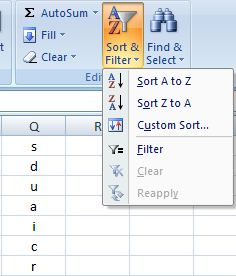 Σ AutoSum
Fill
Clear
Sort & Filter
Find & Select
Edi
Sort A to Z
Sort Z to A
Custom Sort...
Filter
Clear
Reapply
Q
R
s
d
u
a
i
c
r